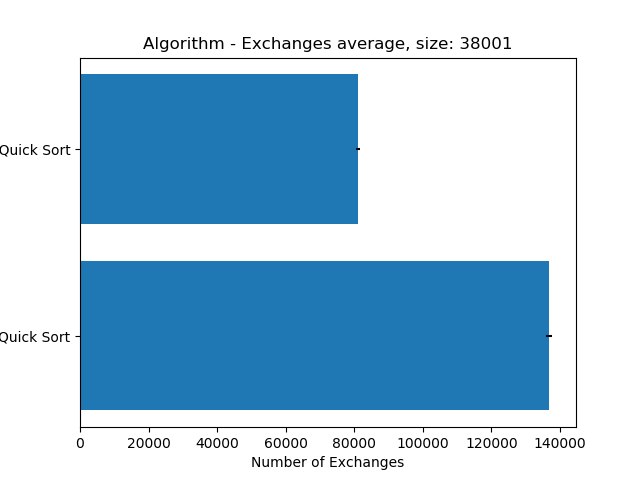 Algorithm - Exchanges average, size: 38001
Quick Sort
Quick Sort
0 20000 40000 60000 80000 100000 120000 140000
Number of Exchanges